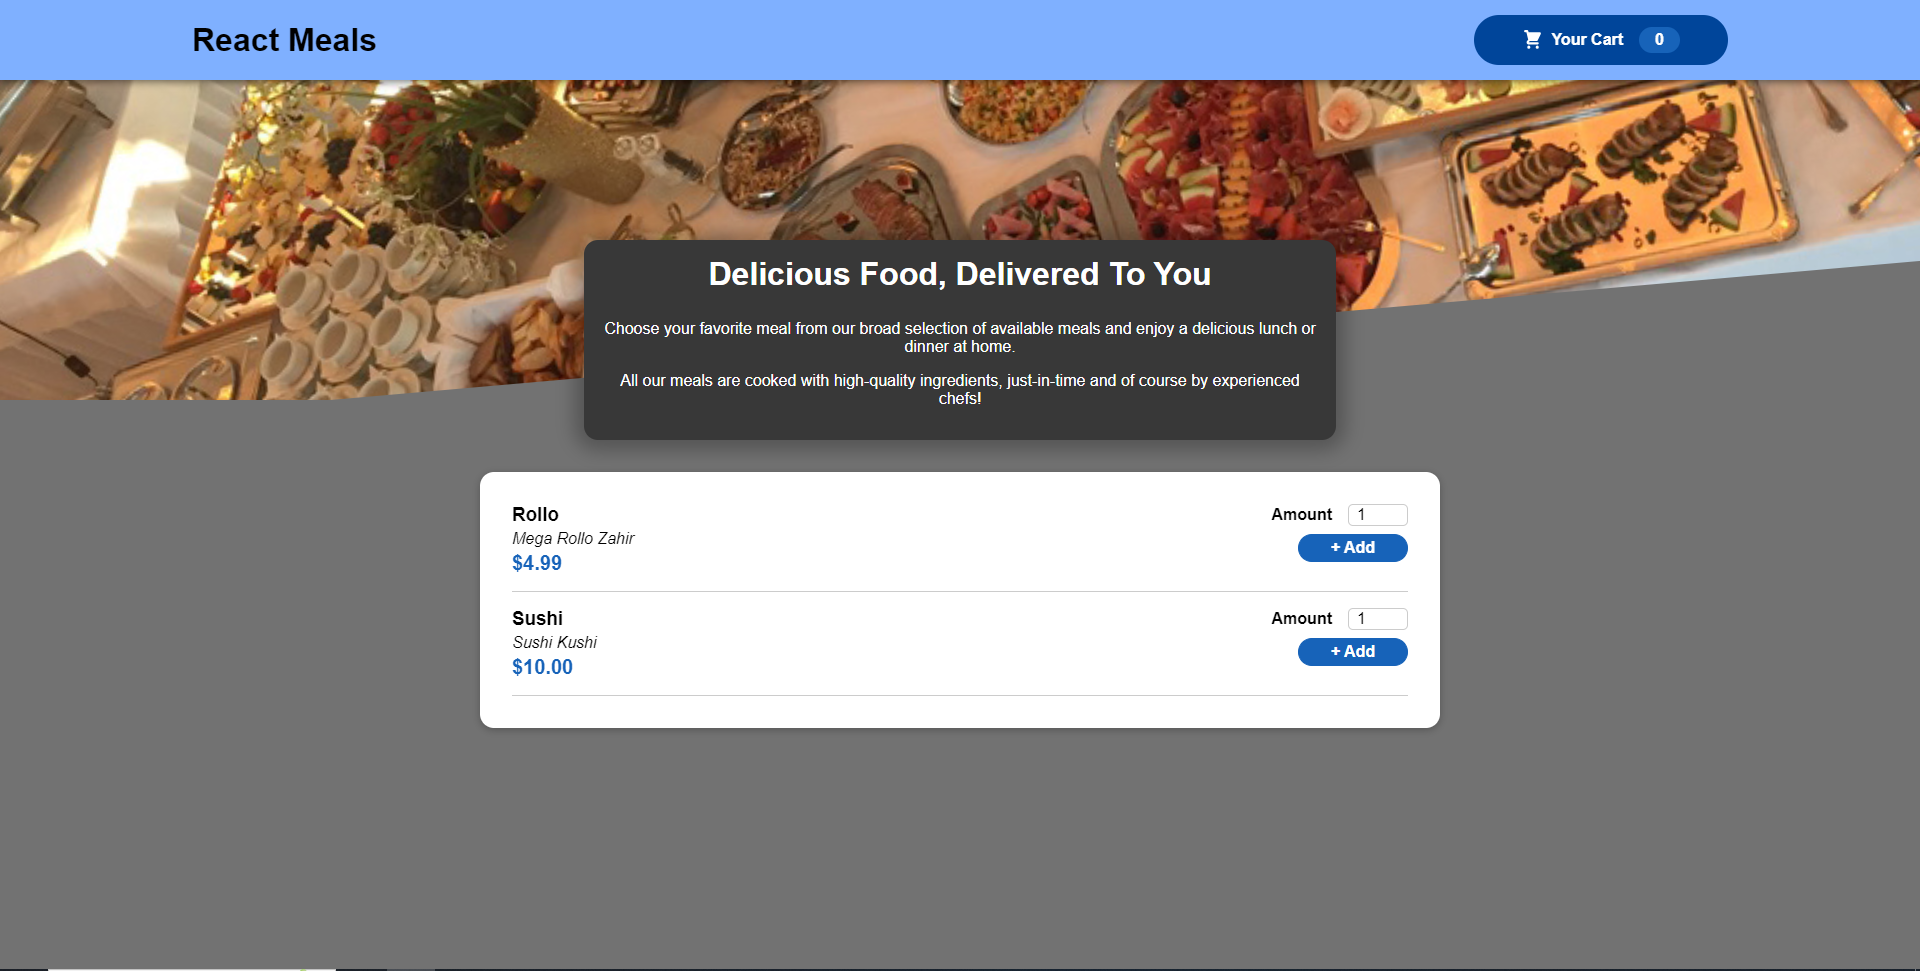 React Meals
Your Cart 0
Delicious Food, Delivered To You
Choose your favorite meal from our broad selection of available meals and enjoy a delicious lunch or
dinner at home.
All our meals are cooked with high-quality ingredients, just-in-time and of course by experienced
chefs!
Rollo
Mega Rollo Zahir
$4.99
Amount 1
+ Add
Sushi
Sushi Kushi
$10.00
Amount 1
+ Add